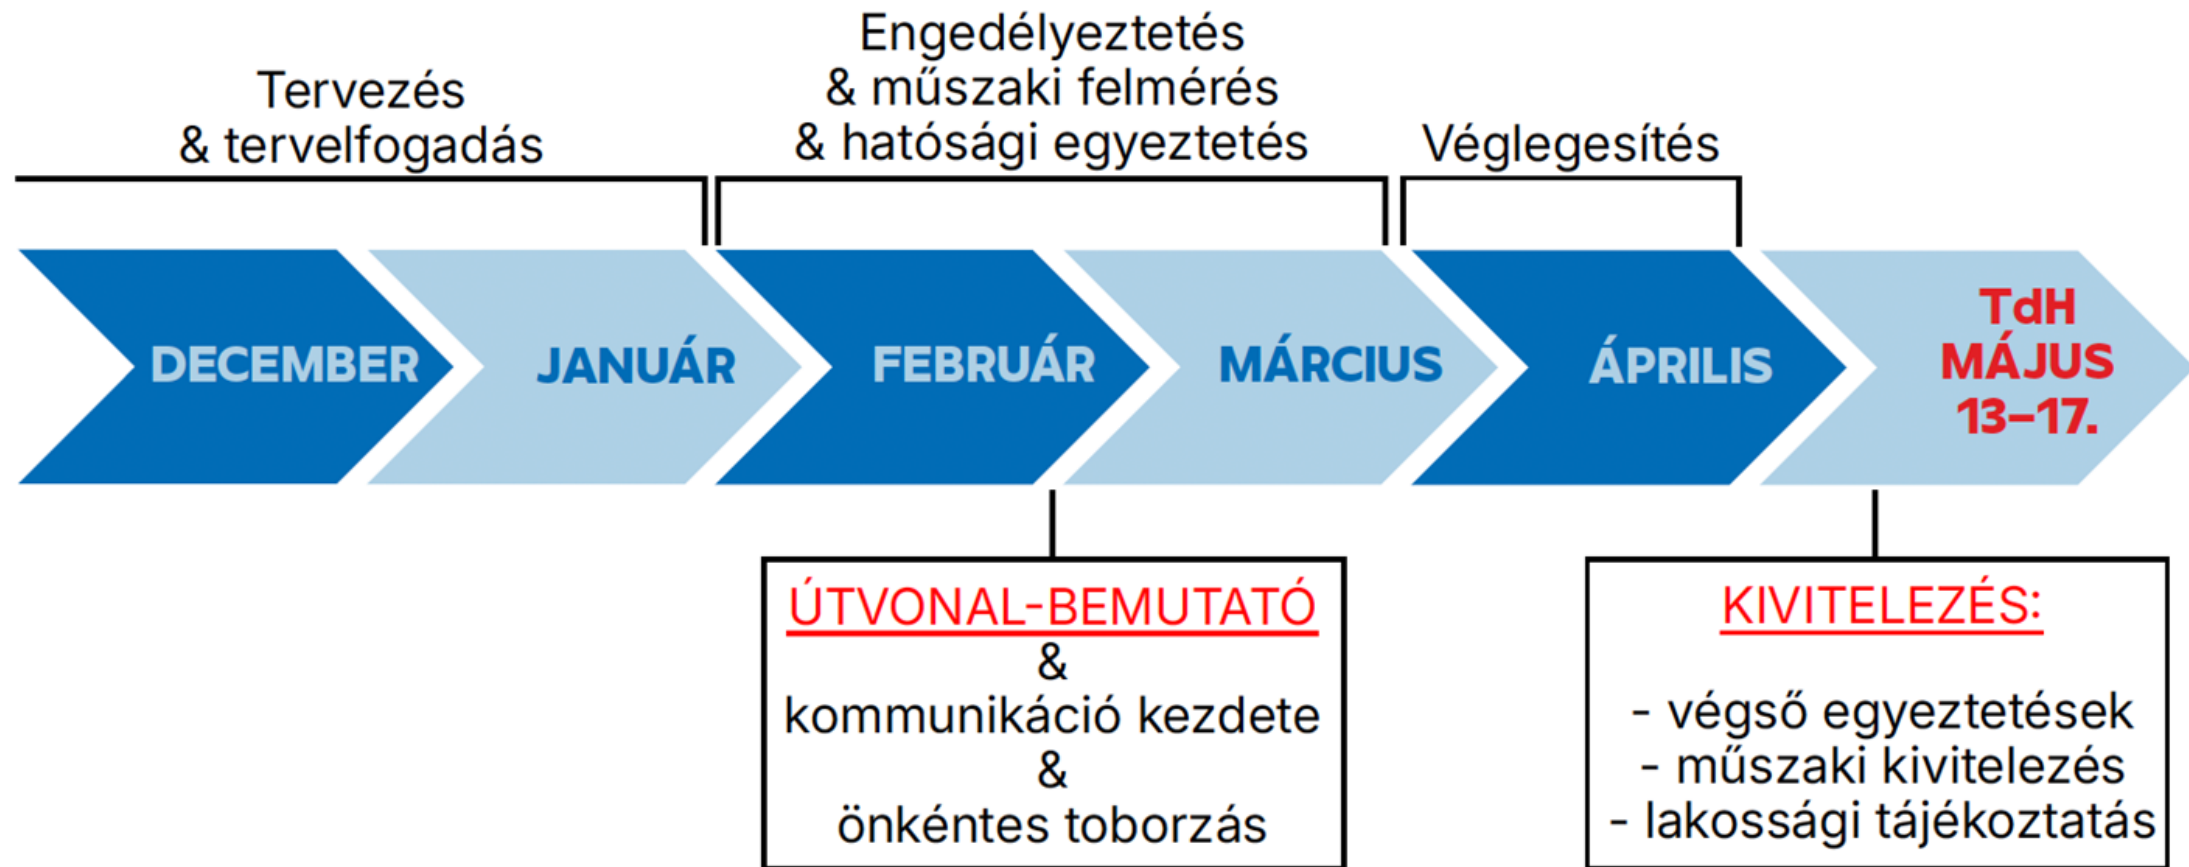 Tervezés
& tervelfogadás
Engedélyeztetés
& műszaki felmérés
& hatósági egyeztetés
Véglegesítés
DECEMBER
JANUÁR
FEBRUÁR
MÁRCIUS
ÁPRILIS
TdH
MÁJUS
13–17.
ÚTVONAL-BEMUTATÓ
&
kommunikáció kezdete
&
önkéntes toborzás
KIVITELEZÉS:
- végső egyeztetések
- műszaki kivitelezés
- lakossági tájékoztatás